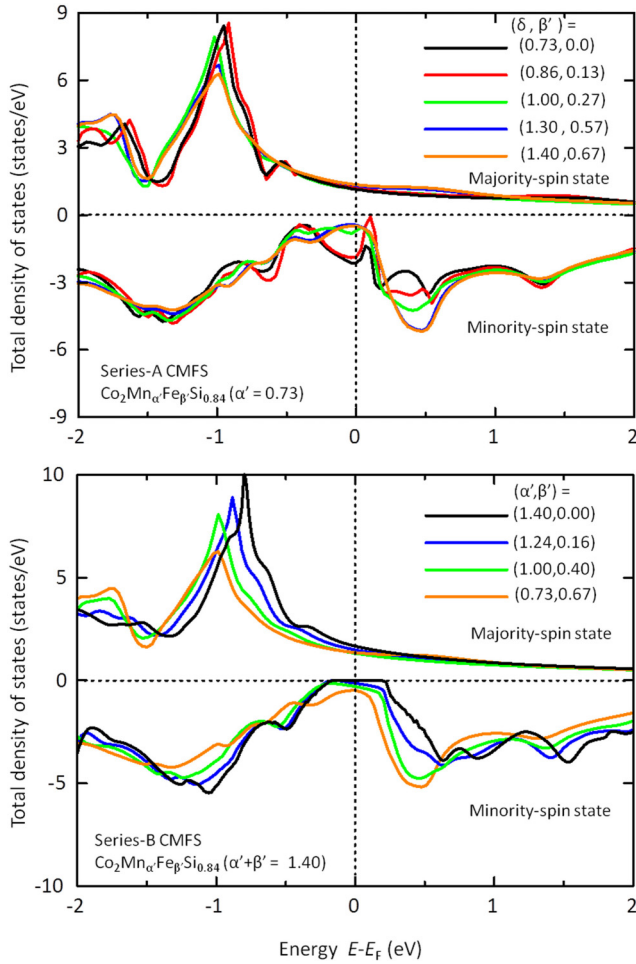 9
6
3
0
-3
-6
-9
Total density of states (states/eV)
(δ , β’ ) =
(0.73, 0.0)
(0.86, 0.13)
(1.00, 0.27)
(1.30 , 0.57)
(1.40, 0.67)
Majority-spin state
Minority-spin state
Series-A CMFS
Co₂Mnα’Feβ’Si0.84 (α’ = 0.73)
-2 -1 0 1 2
10
5
0
-5
-10
Total density of states (states/eV)
(α’,β’) =
(1.40,0.00)
(1.24,0.16)
(1.00,0.40)
(0.73,0.67)
Majority-spin state
Minority-spin state
Series-B CMFS
Co₂Mnα’Feβ’Si0.84 (α’+β’ = 1.40)
-2 -1 0 1 2
Energy E-EF (eV)